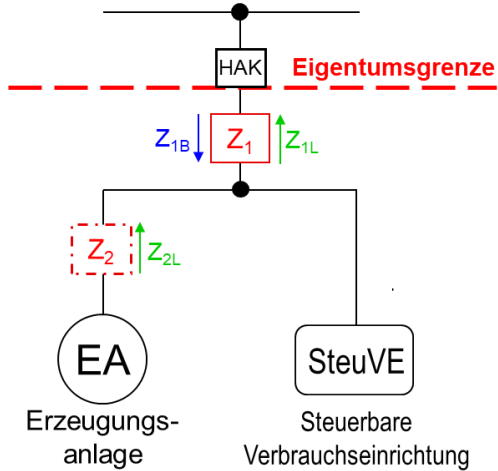 HAK
Eigentumsgrenze
Z1B
Z1
Z1L
Z2
Z2L
EA
SteuVE
Erzeugungs-
anlage
Steuerbare
Verbrauchseinrichtung